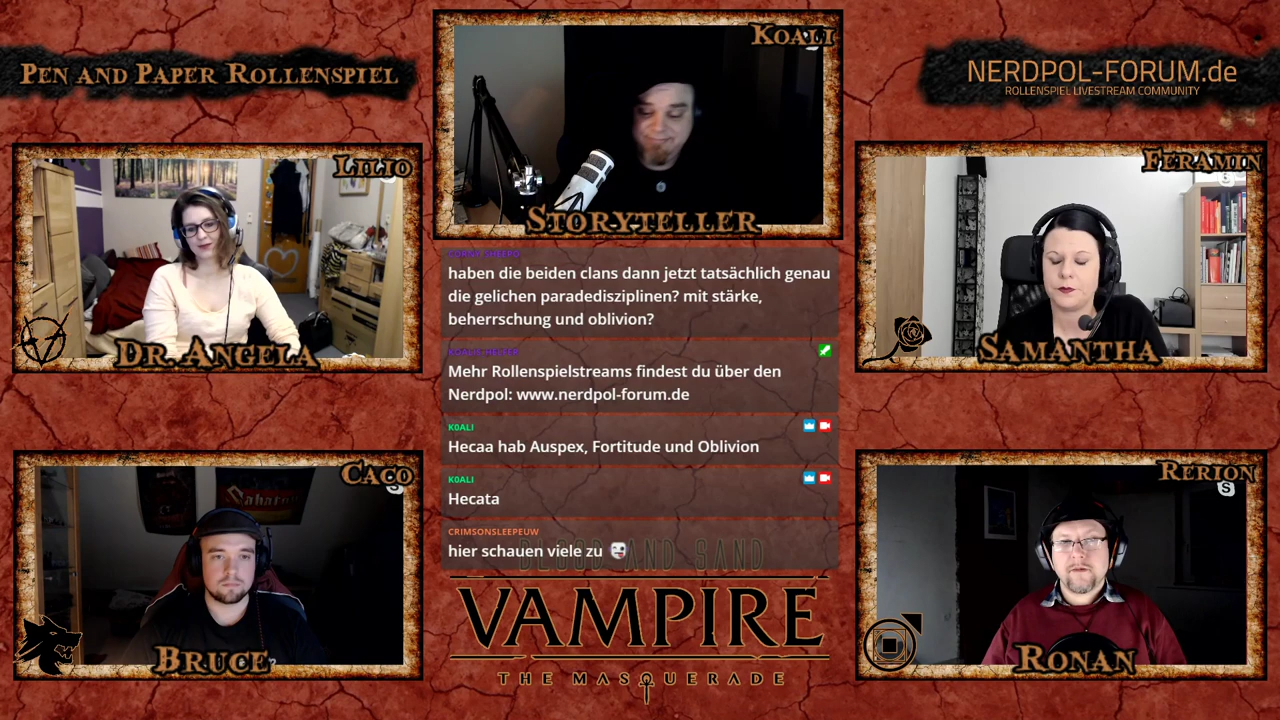 Koali
Pen and Paper Rollenspiel
NERDPOL-FORUM.de
ROLLENSPIEL LIVESTREAM COMMUNITY
Lilio
Feramin
Storyteller
haben die beiden clans dann jetzt tatsächlich genau
die gelichen paradedisziplinen? mit stärke,
beherrschung und oblivion?
Dr. Angela
Samantha
Mehr Rollenspielstreams findest du über den
Nerdpol: www.nerdpol-forum.de
K0ALI
Hecaa hab Auspex, Fortitude und Oblivion
Caco
Rerion
K0ALI
Hecata
Sabaton
CRIMSONSLEEPEUW
hier schauen viele zu
BLOOD AND SAND
VAMPIRE
THE MASQUERADE
Bruce
Ronan